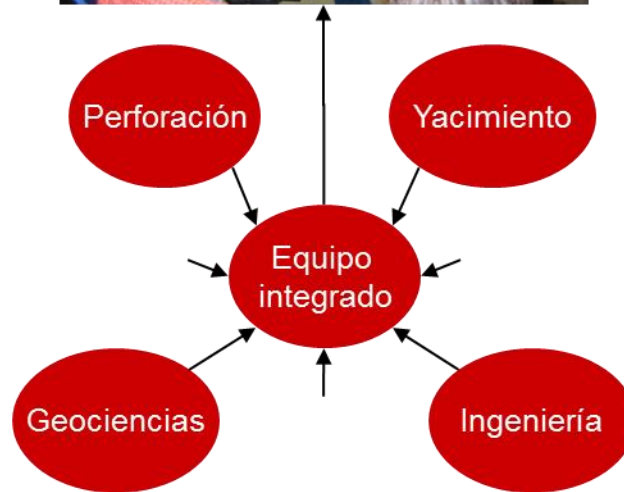 Perforación
Yacimiento
Equipo
integrado
Geociencias
Ingeniería